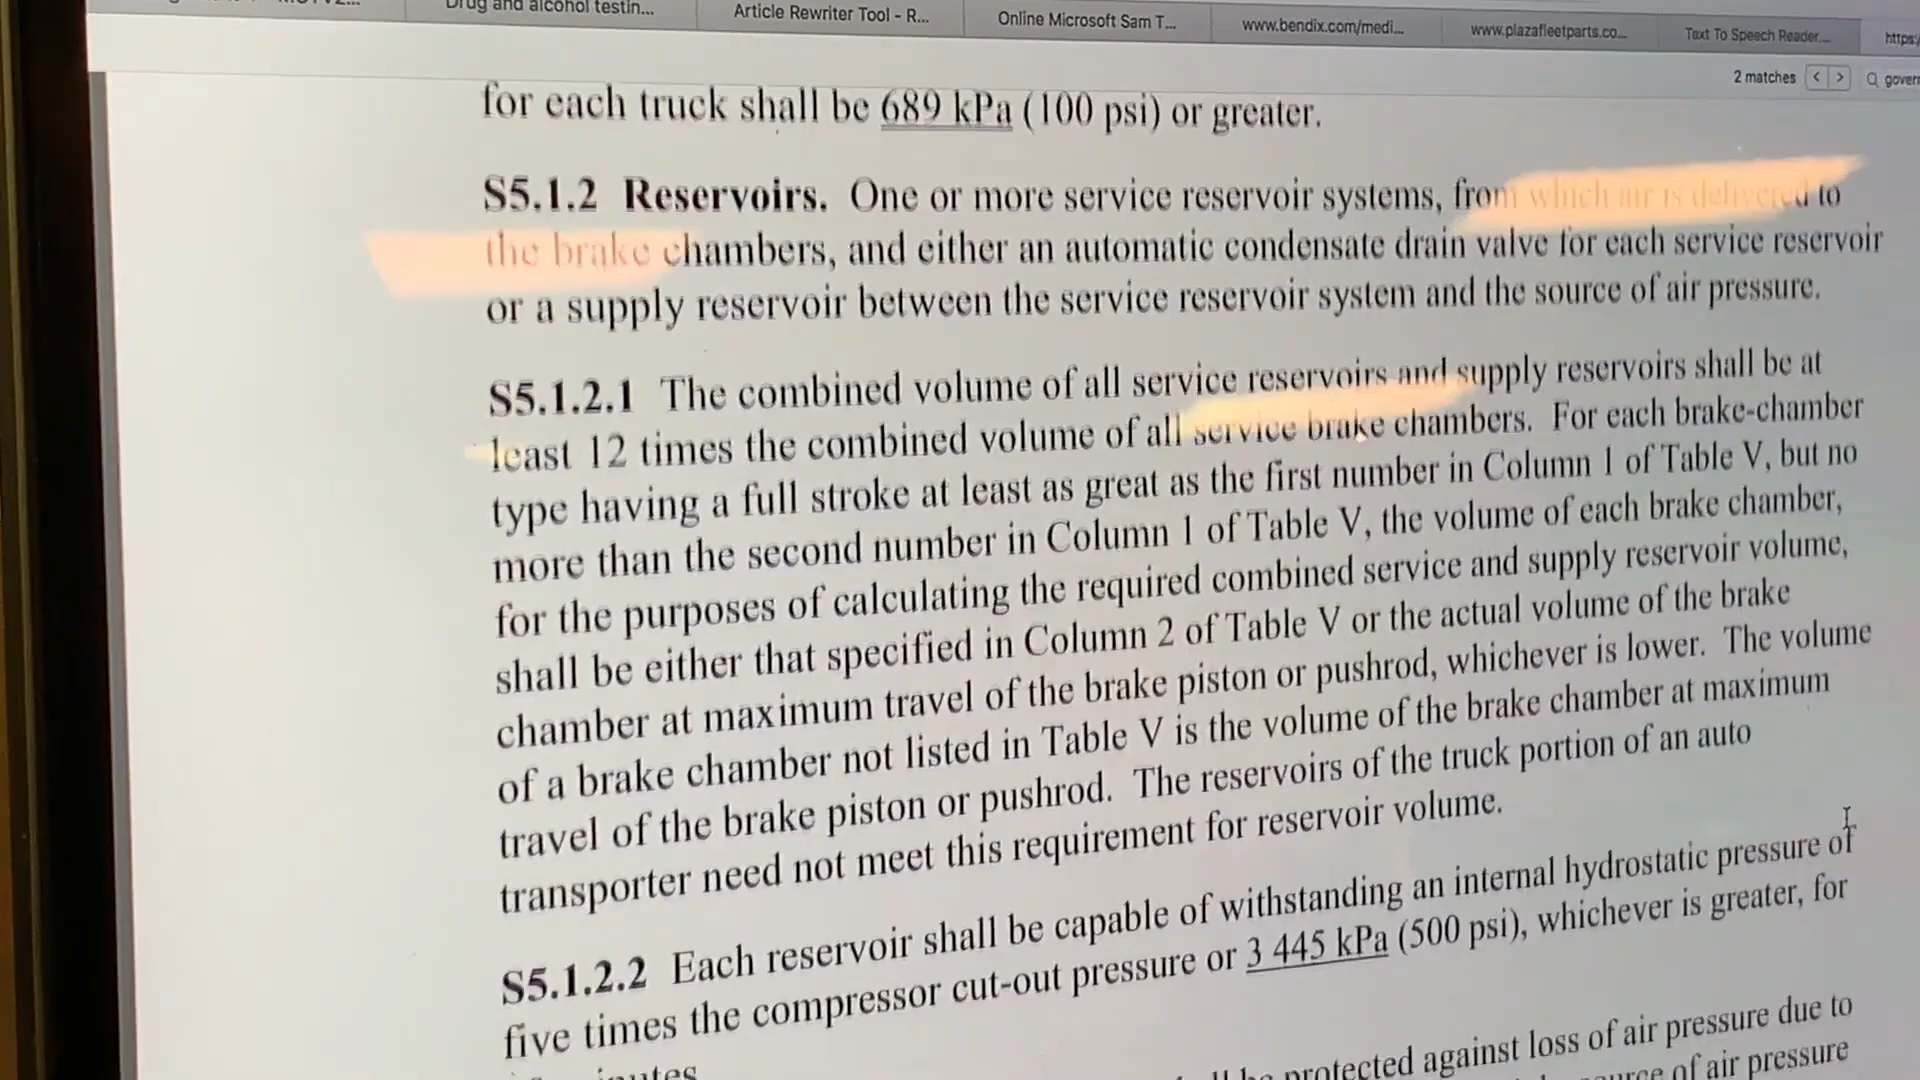 Drug and alcohol testin...
Article Rewriter Tool - R...
Online Microsoft Sam T...
www.bendix.com/medi...
www.plazafleetparts.co...
Text To Speech Reader...
https:/
2 matches
govern
for each truck shall be 689 kPa (100 psi) or greater.
S5.1.2 Reservoirs. One or more service reservoir systems, from which air is delivered to
the brake chambers, and either an automatic condensate drain valve for each service reservoir
or a supply reservoir between the service reservoir system and the source of air pressure.
S5.1.2.1 The combined volume of all service reservoirs and supply reservoirs shall be at
least 12 times the combined volume of all service brake chambers. For each brake-chamber
type having a full stroke at least as great as the first number in Column 1 of Table V, but no
more than the second number in Column 1 of Table V, the volume of each brake chamber,
for the purposes of calculating the required combined service and supply reservoir volume,
shall be either that specified in Column 2 of Table V or the actual volume of the brake
chamber at maximum travel of the brake piston or pushrod, whichever is lower. The volume
of a brake chamber not listed in Table V is the volume of the brake chamber at maximum
travel of the brake piston or pushrod. The reservoirs of the truck portion of an auto
transporter need not meet this requirement for reservoir volume.
S5.1.2.2 Each reservoir shall be capable of withstanding an internal hydrostatic pressure of
five times the compressor cut-out pressure or 3 445 kPa (500 psi), whichever is greater, for
protected against loss of air pressure due to
of air pressure